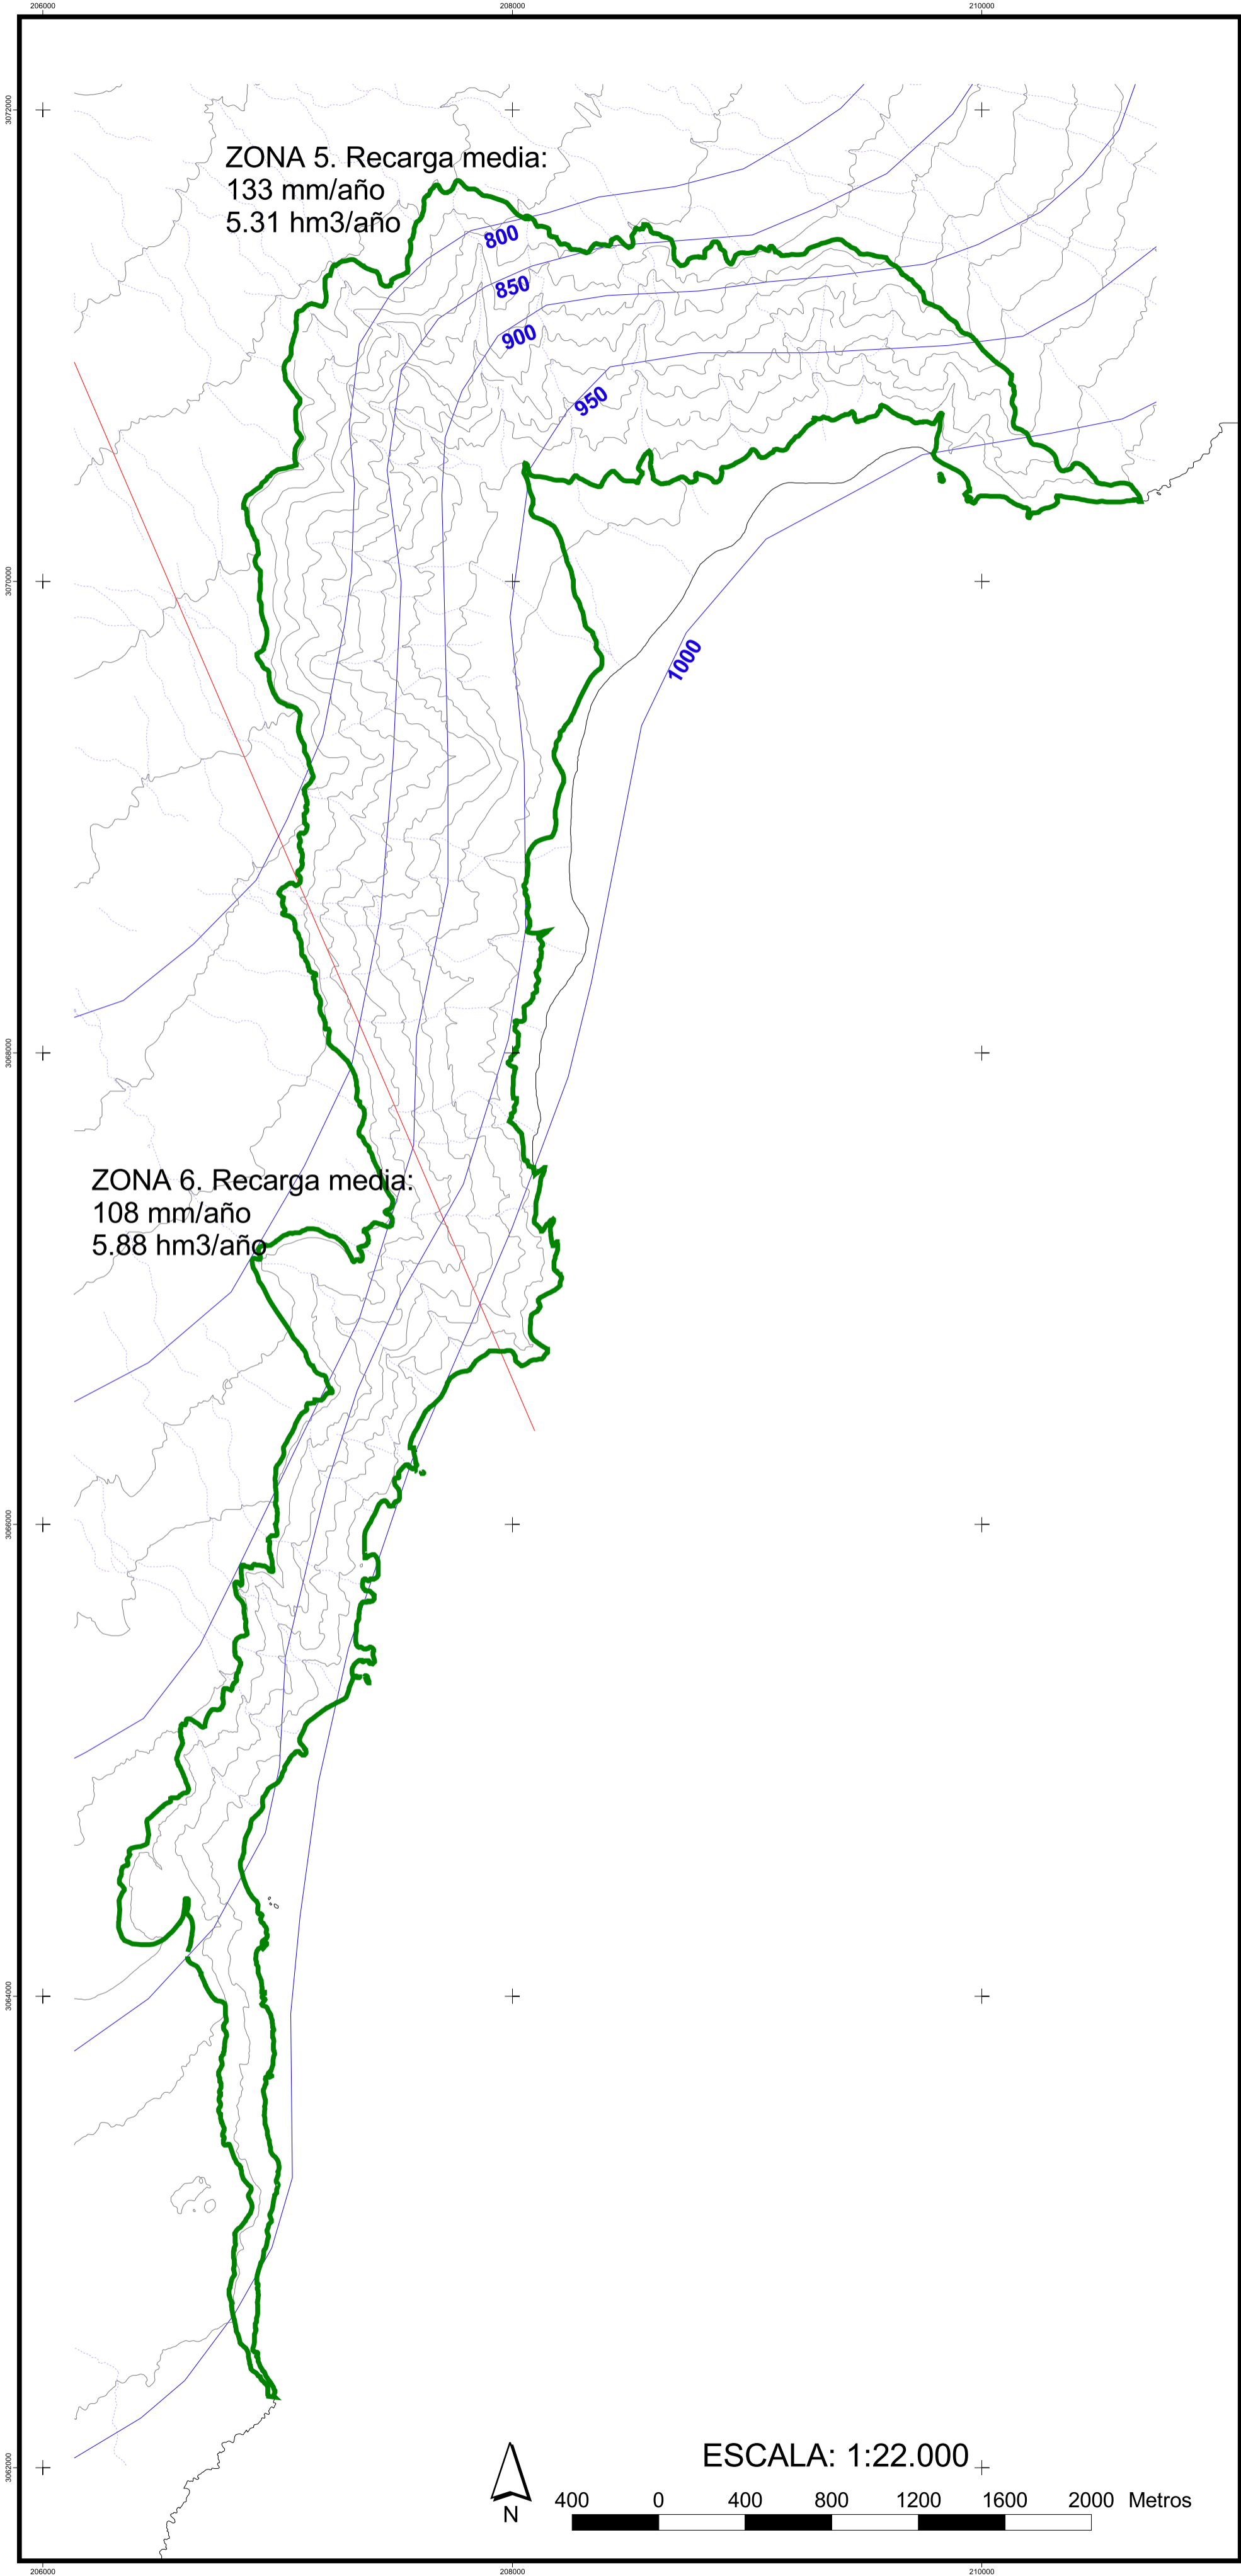 206000
208000
210000
3072000
ZONA 5. Recarga media:
133 mm/año
5.31 hm3/año
800
850
900
950
3070000
1000
3068000
ZONA 6. Recarga media:
108 mm/año
5.88 hm3/año
3066000
3064000
3062000
ESCALA: 1:22.000
N
400 0 400 800 1200 1600 2000 Metros
206000
208000
210000